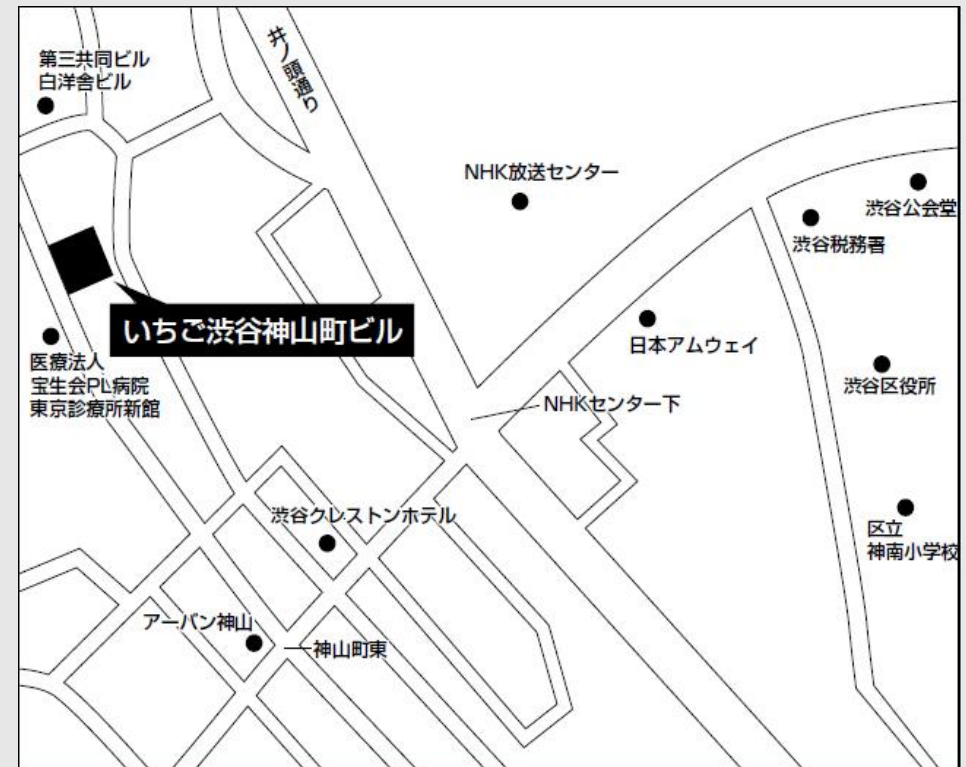 第三共同ビル
白洋舎ビル
井ノ頭通り
NHK放送センター
渋谷公会堂
渋谷税務署
いちご渋谷神山町ビル
日本アムウェイ
医療法人
宝生会PL病院
東京診療所新館
渋谷区役所
NHKセンター下
渋谷クレストンホテル
区立
神南小学校
アーバン神山
神山町東